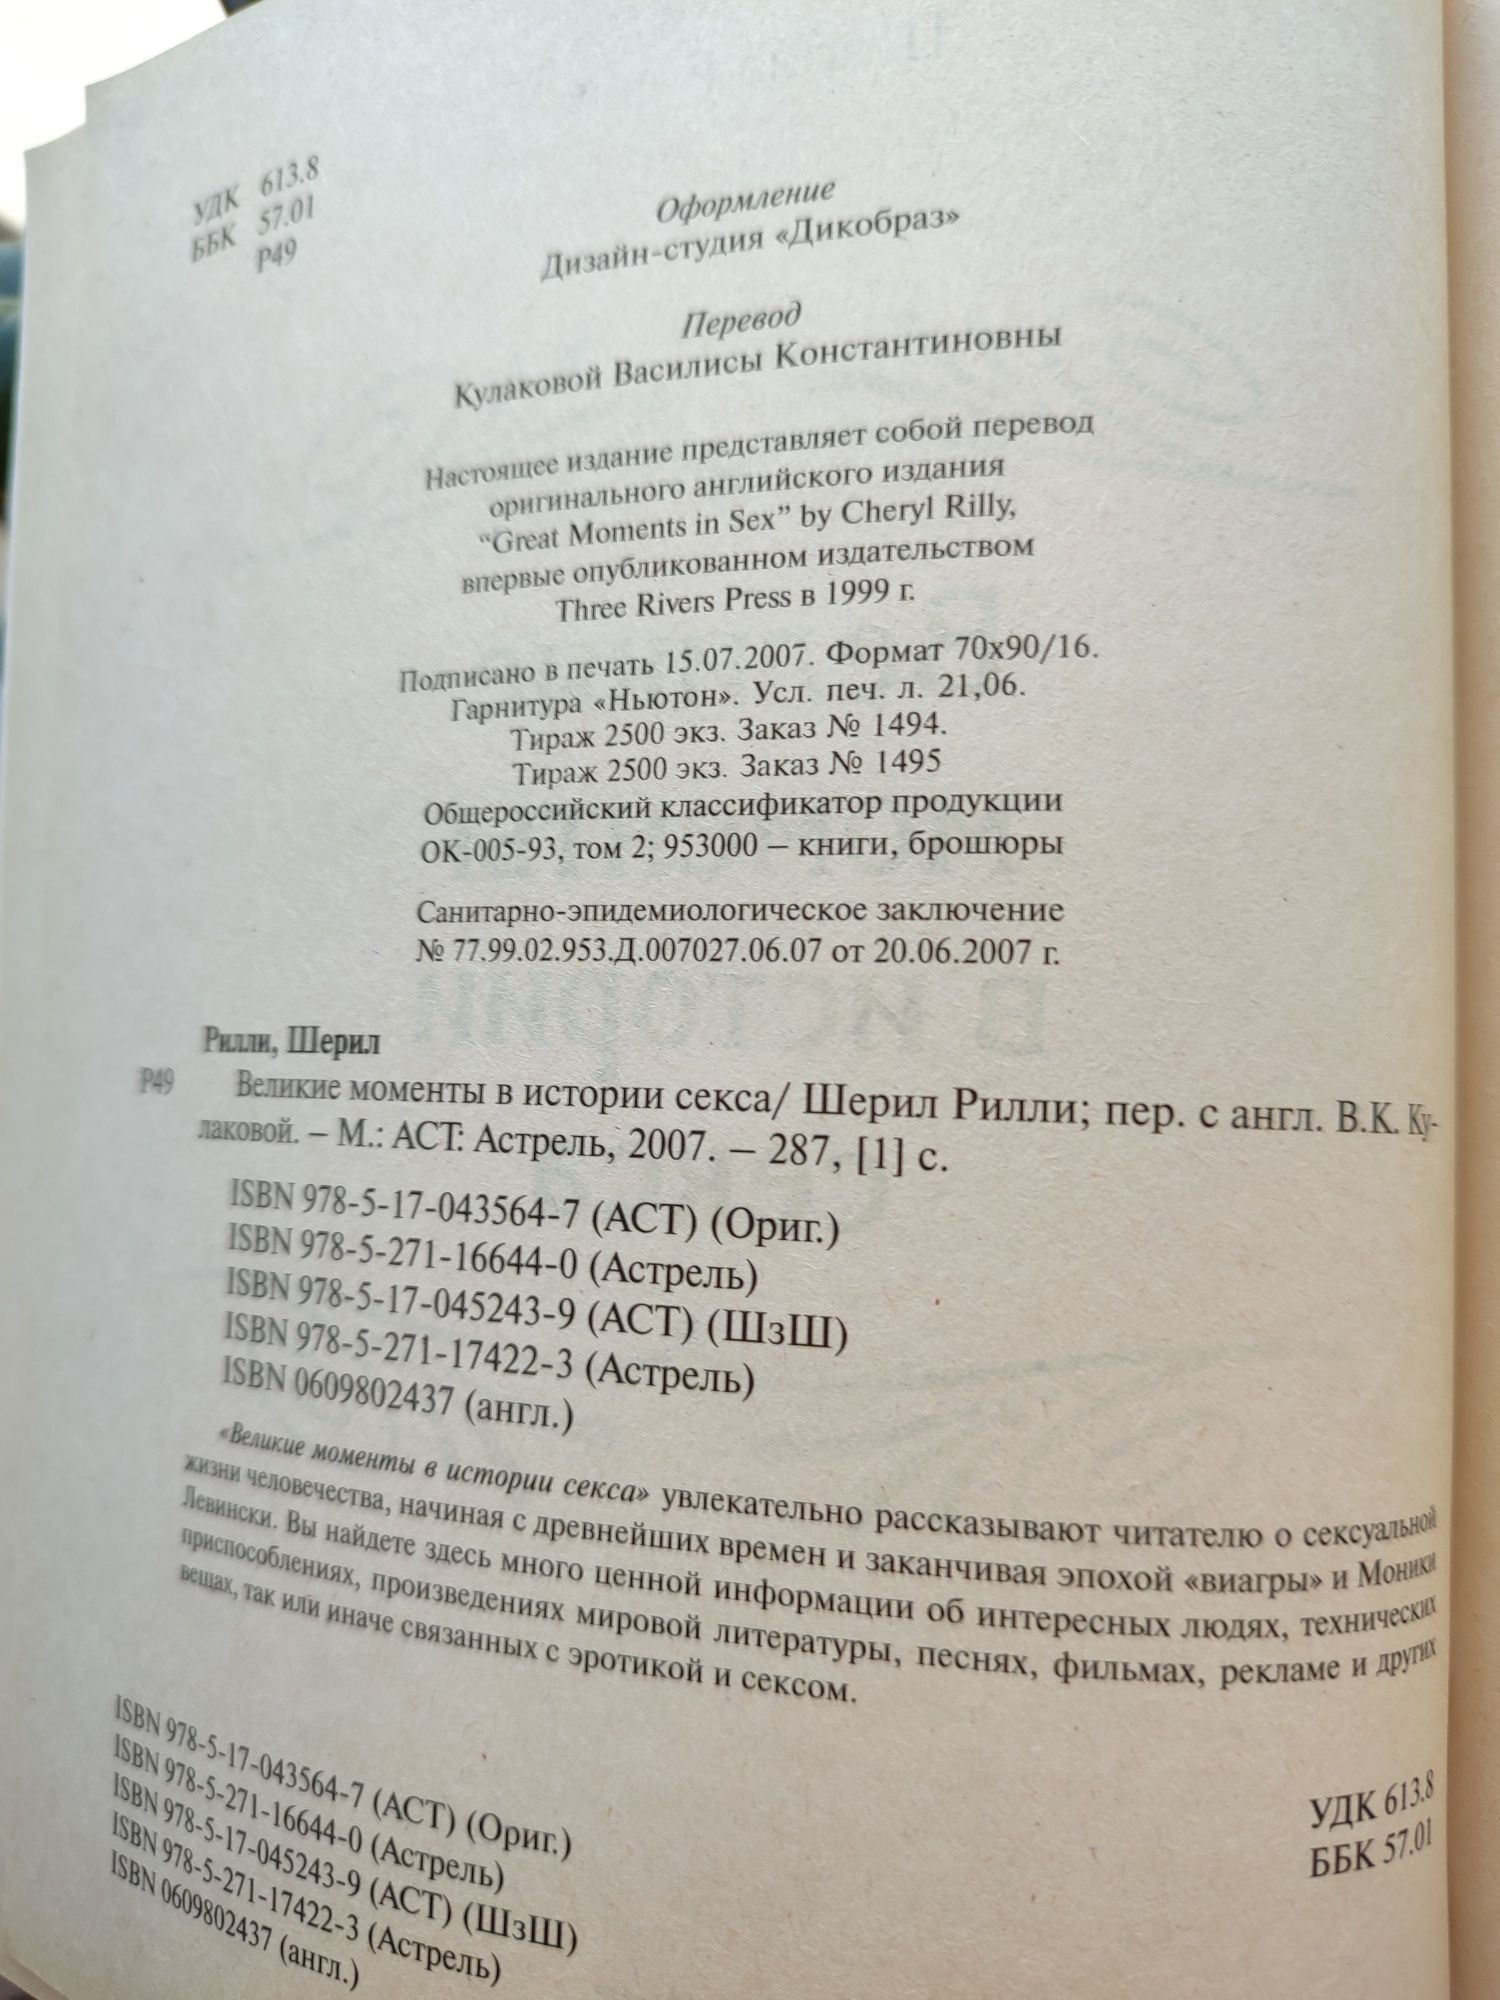 УДК 613.8
ББК 57.01
Р49
Оформление
Дизайн-студия «Дикобраз»
Перевод
Кулаковой Василисы Константиновны
Настоящее издание представляет собой перевод
оригинального английского издания
“Great Moments in Sex” by Cheryl Rilly,
впервые опубликованном издательством
Three Rivers Press в 1999 г.
Подписано в печать 15.07.2007. Формат 70x90/16.
Гарнитура «Ньютон». Усл. печ. л. 21,06.
Тираж 2500 экз. Заказ № 1494.
Тираж 2500 экз. Заказ № 1495
Общероссийский классификатор продукции
ОК-005-93, том 2; 953000 – книги, брошюры
Санитарно-эпидемиологическое заключение
№ 77.99.02.953.Д.007027.06.07 от 20.06.2007 г.
Рилли, Шерил
Р49 Великие моменты в истории секса/ Шерил Рилли; пер. с англ. В.К. Ку-
лаковой. – М.: АСТ: Астрель, 2007. – 287, [1] с.
ISBN 978-5-17-043564-7 (АСТ) (Ориг.)
ISBN 978-5-271-16644-0 (Астрель)
ISBN 978-5-17-045243-9 (АСТ) (ШзШ)
ISBN 978-5-271-17422-3 (Астрель)
ISBN 0609802437 (англ.)
«Великие моменты в истории секса» увлекательно рассказывают читателю о сексуальной
жизни человечества, начиная с древнейших времен и заканчивая эпохой «виагры» и Моники
Левински. Вы найдете здесь много ценной информации об интересных людях, технических
приспособлениях, произведениях мировой литературы, песнях, фильмах, рекламе и других
вещах, так или иначе связанных с эротикой и сексом.
УДК 613.8
ББК 57.01
ISBN 978-5-17-043564-7 (АСТ) (Ориг.)
ISBN 978-5-271-16644-0 (Астрель)
ISBN 978-5-17-045243-9 (АСТ) (ШзШ)
ISBN 978-5-271-17422-3 (Астрель)
ISBN 0609802437 (англ.)